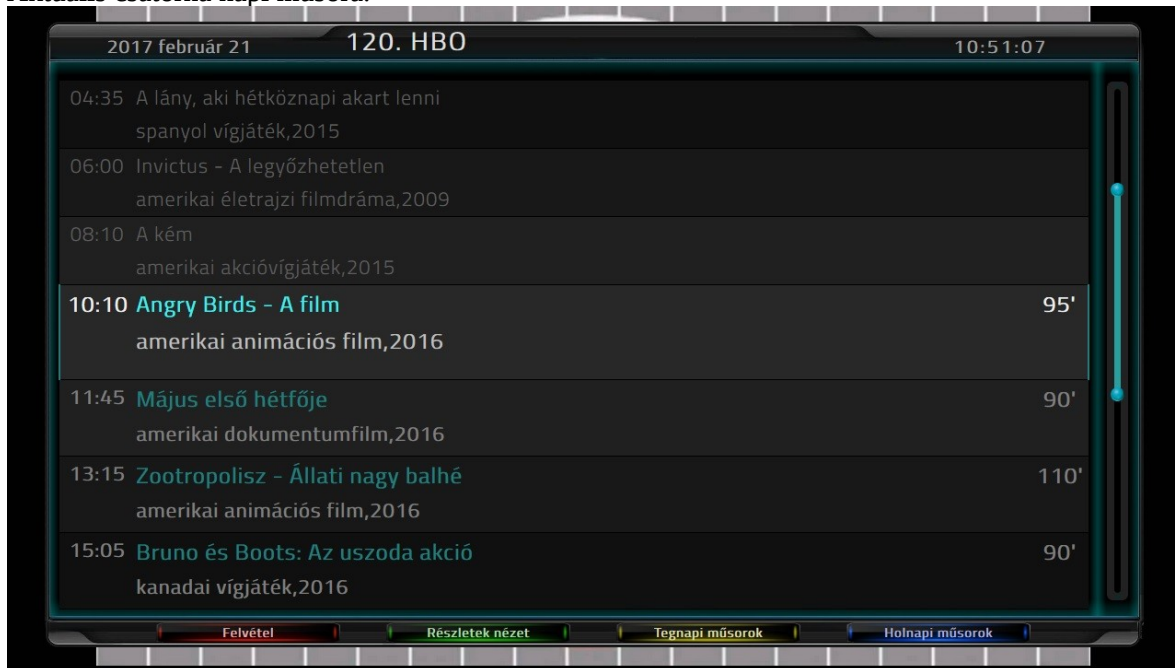 2017 február 21
120. HBO
10:51:07
04:35 A lány, aki hétköznapi akart lenni
spanyol vígjáték,2015
06:00 Invictus - A legyőzhetetlen
amerikai életrajzi filmdráma,2009
08:10 A kém
amerikai akcióvígjáték,2015
10:10 Angry Birds - A film 95'
amerikai animációs film,2016
11:45 Május első hétfője 90'
amerikai dokumentumfilm,2016
13:15 Zootropolisz - Állati nagy balhé 110'
amerikai animációs film,2016
15:05 Bruno és Boots: Az uszoda akció 90'
kanadai vígjáték,2016
Felvétel Részletek nézet Tegnapi műsorok Holnapi műsorok